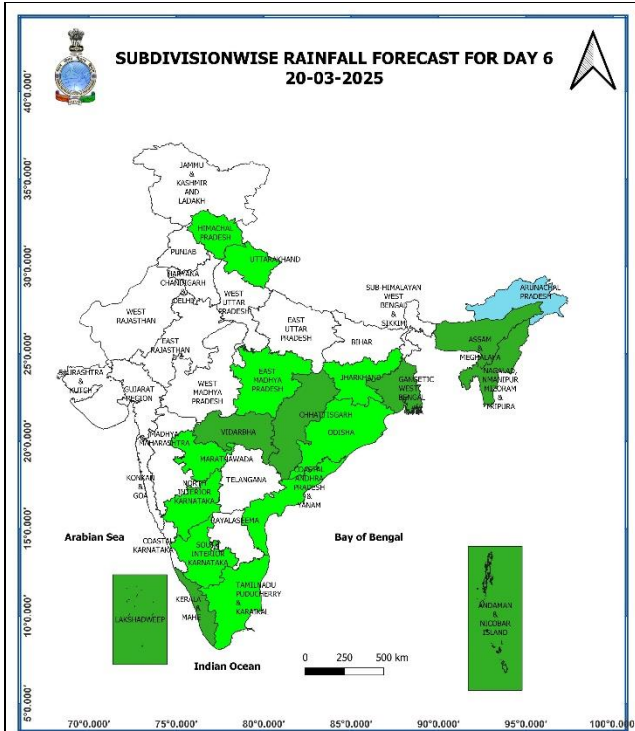 SUBDIVISIONWISE RAINFALL FORECAST FOR DAY 6
20-03-2025
40°0.000'
35°0.000'
30°0.000'
25°0.000'
20°0.000'
15°0.000'
10°0.000'
5°0.000'
JAMMU
&
KASHMIR
AND
LADAKH
HIMACHAL
PRADESH
PUNJAB
UTTARAKHAND
HARYANA
CHANDIGARH
&
DELHI
WEST
UTTAR
PRADESH
WEST
RAJASTHAN
EAST
RAJASTHAN
EAST
UTTAR
PRADESH
SUB-HIMALAYAN
WEST
BENGAL
&
SIKKIM
ARUNACHAL
PRADESH
BIHAR
ASSAM
&
MEGHALAYA
NAGALAND
MANIPUR
MIZORAM
&
TRIPURA
SAURASHTRA
&
KUTCH
GUJARAT
REGION
WEST
MADHYA
PRADESH
EAST
MADHYA
PRADESH
JHARKHAND
GANGETIC
WEST
BENGAL
CHHATISGARH
ODISHA
VIDARBHA
MADHYA
MAHARASHTRA
MARATHAWADA
KONKAN
&
GOA
NORTH
INTERIOR
KARNATAKA
TELANGANA
COASTAL
ANDHRA
PRADESH
&
YANAM
RAYALASEEMA
Arabian Sea
COASTAL
KARNATAKA
SOUTH
INTERIOR
KARNATAKA
Bay of Bengal
TAMILNADU
PUDUCHERRY
&
KARAIKAL
KERALA
&
MAHE
LAKSHADWEEP
ANDAMAN
&
NICOBAR
ISLAND
Indian Ocean
0 250 500 km
70°0.000' 75°0.000' 80°0.000' 85°0.000' 90°0.000' 95°0.000' 100°0.000'